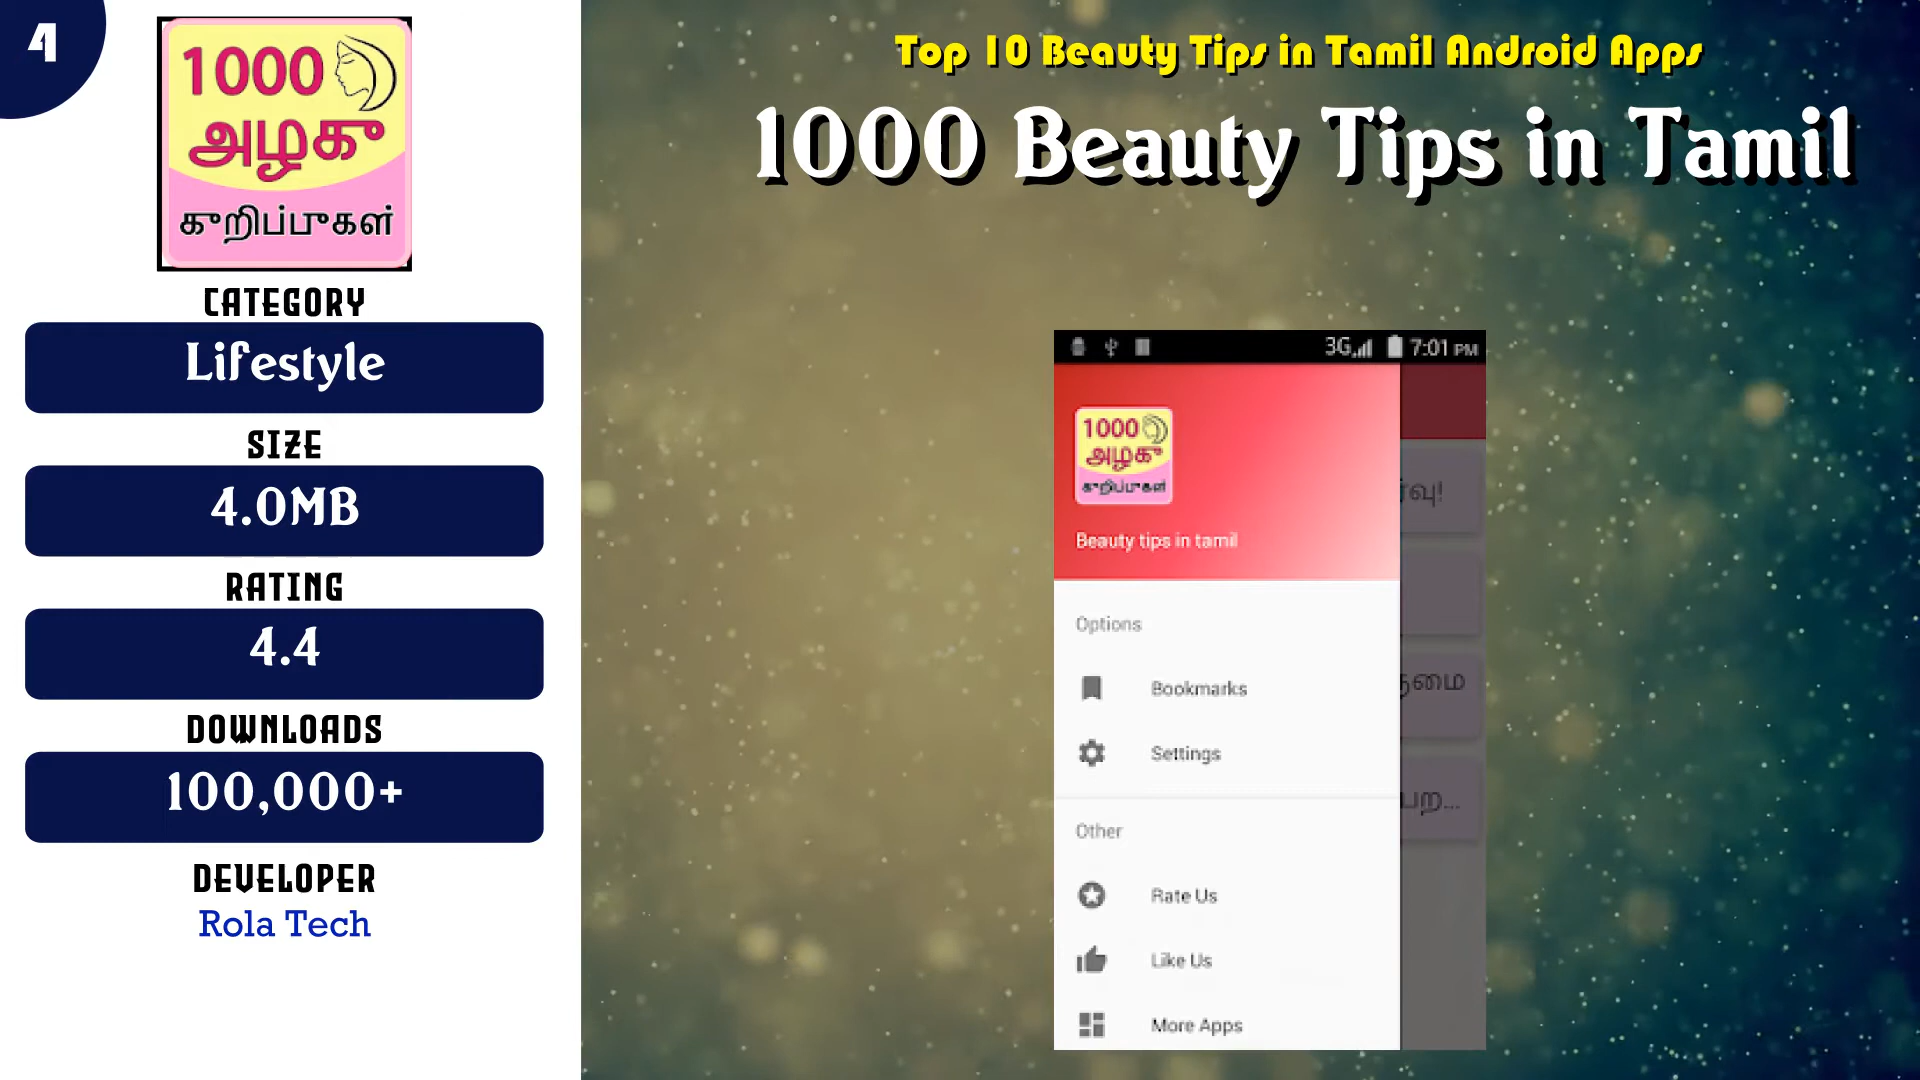 4
1000
அழகு
குறிப்புகள்
CATEGORY
Lifestyle
SIZE
4.0MB
RATING
4.4
DOWNLOADS
100,000+
DEVELOPER
Rola Tech
Top 10 Beauty Tips in Tamil Android Apps
1000 Beauty Tips in Tamil
3G 7:01 PM
1000
அழகு
குறிப்புகள்
Beauty tips in tamil
Options
Bookmarks
Settings
Other
Rate Us
Like Us
More Apps